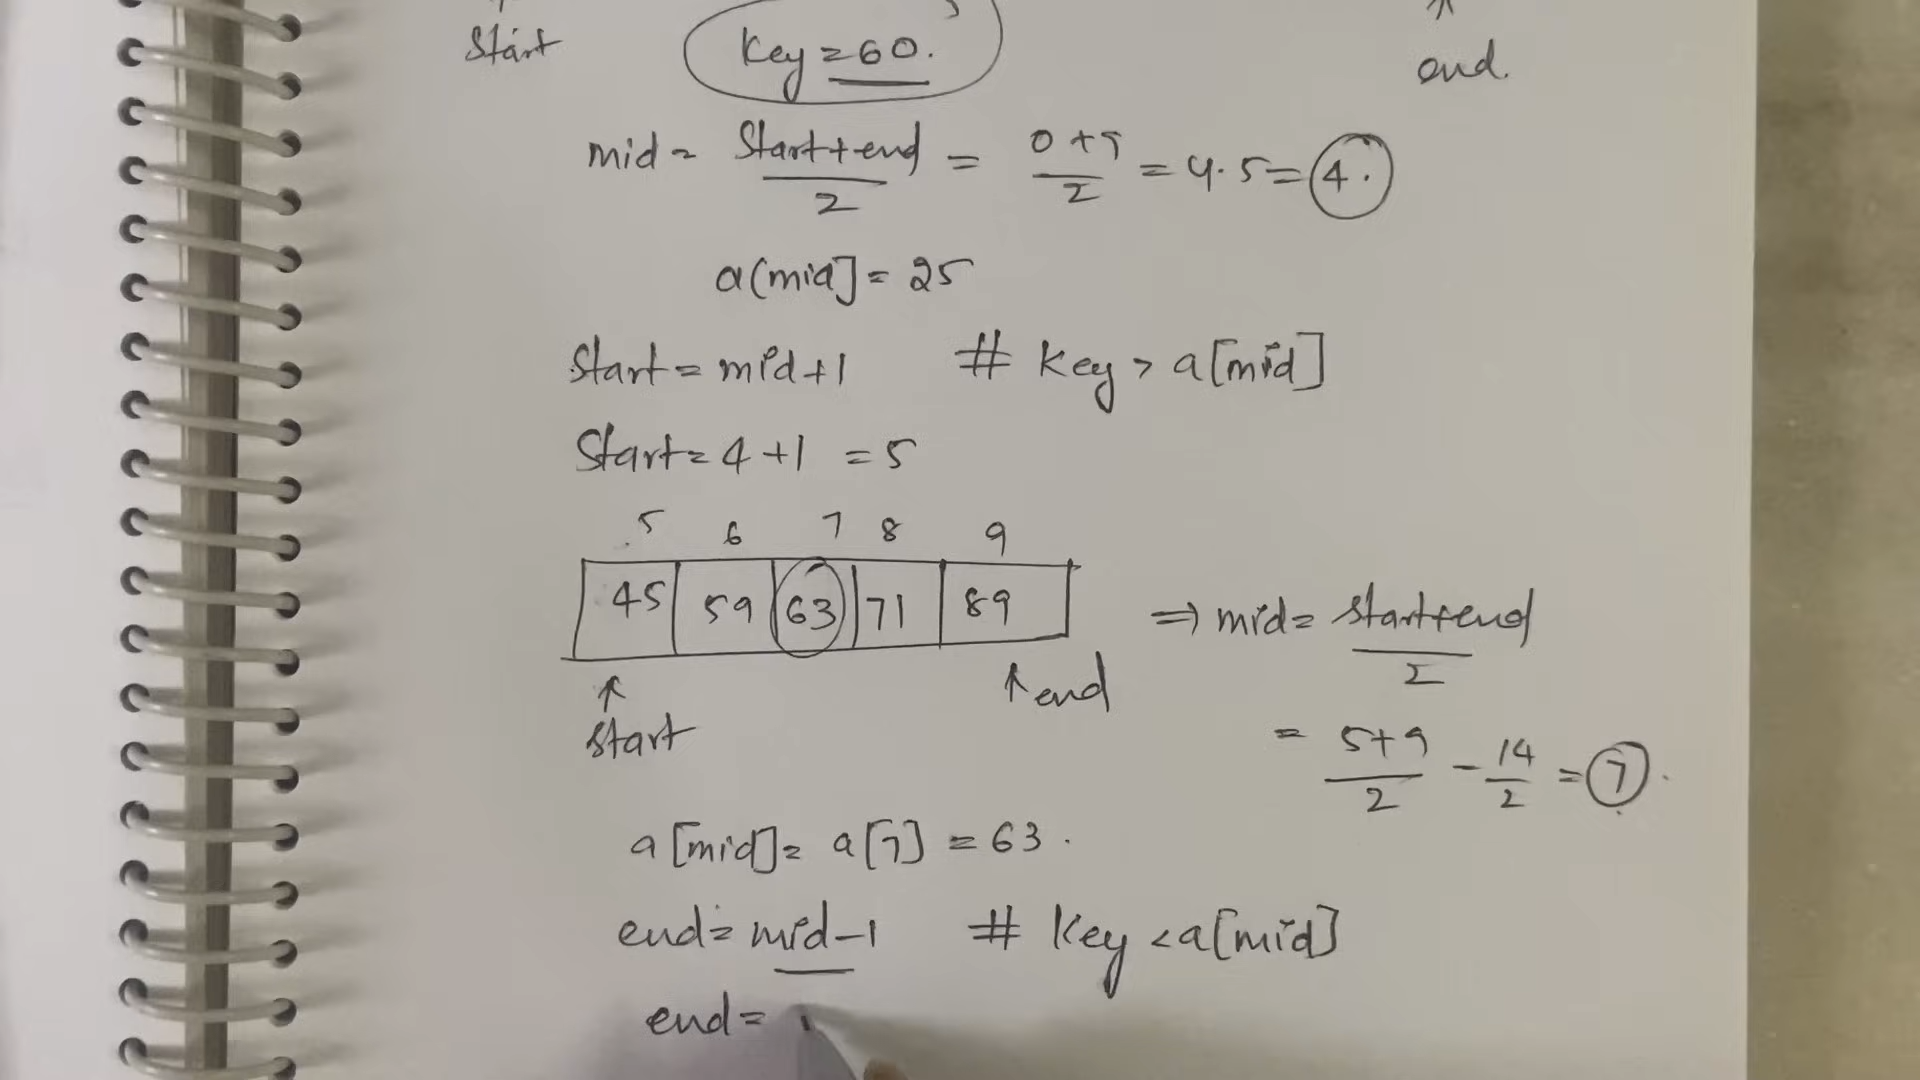 Start
Key = 60.
end.
mid = Start+end / 2 = 0+9 / 2 = 4.5 = 4.
a[mid] = 25
Start = mid+1 # Key > a[mid]
Start = 4+1 = 5
5 6 7 8 9
45 59 63 71 89
⇒ mid = start+end / 2
↑ start
↑ end
= 5+9 / 2 - 14 / 2 = 7.
a[mid] = a[7] = 63.
end = mid-1 # Key < a[mid]
end =